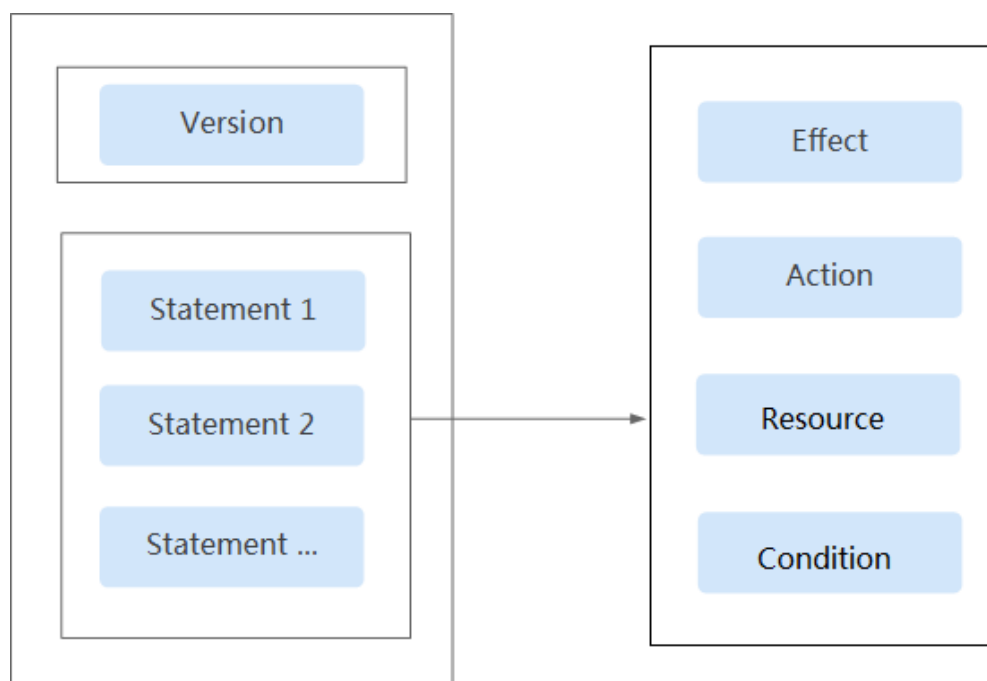 Version
Statement 1
Statement 2
Statement ...
Effect
Action
Resource
Condition